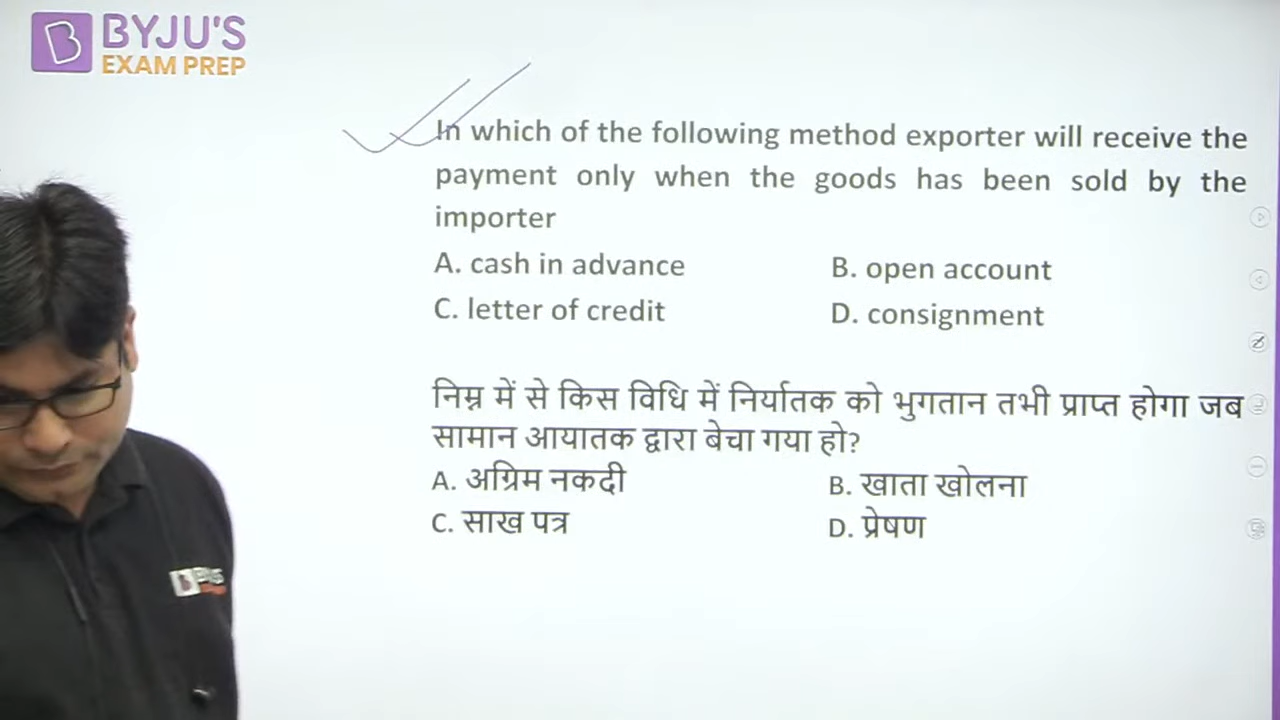 BYJU'S
EXAM PREP
In which of the following method exporter will receive the
payment only when the goods has been sold by the
importer
A. cash in advance B. open account
C. letter of credit D. consignment
निम्न में से किस विधि में निर्यातक को भुगतान तभी प्राप्त होगा जब
सामान आयातक द्वारा बेचा गया हो?
A. अग्रिम नकदी B. खाता खोलना
C. साख पत्र D. प्रेषण
BYJU'S